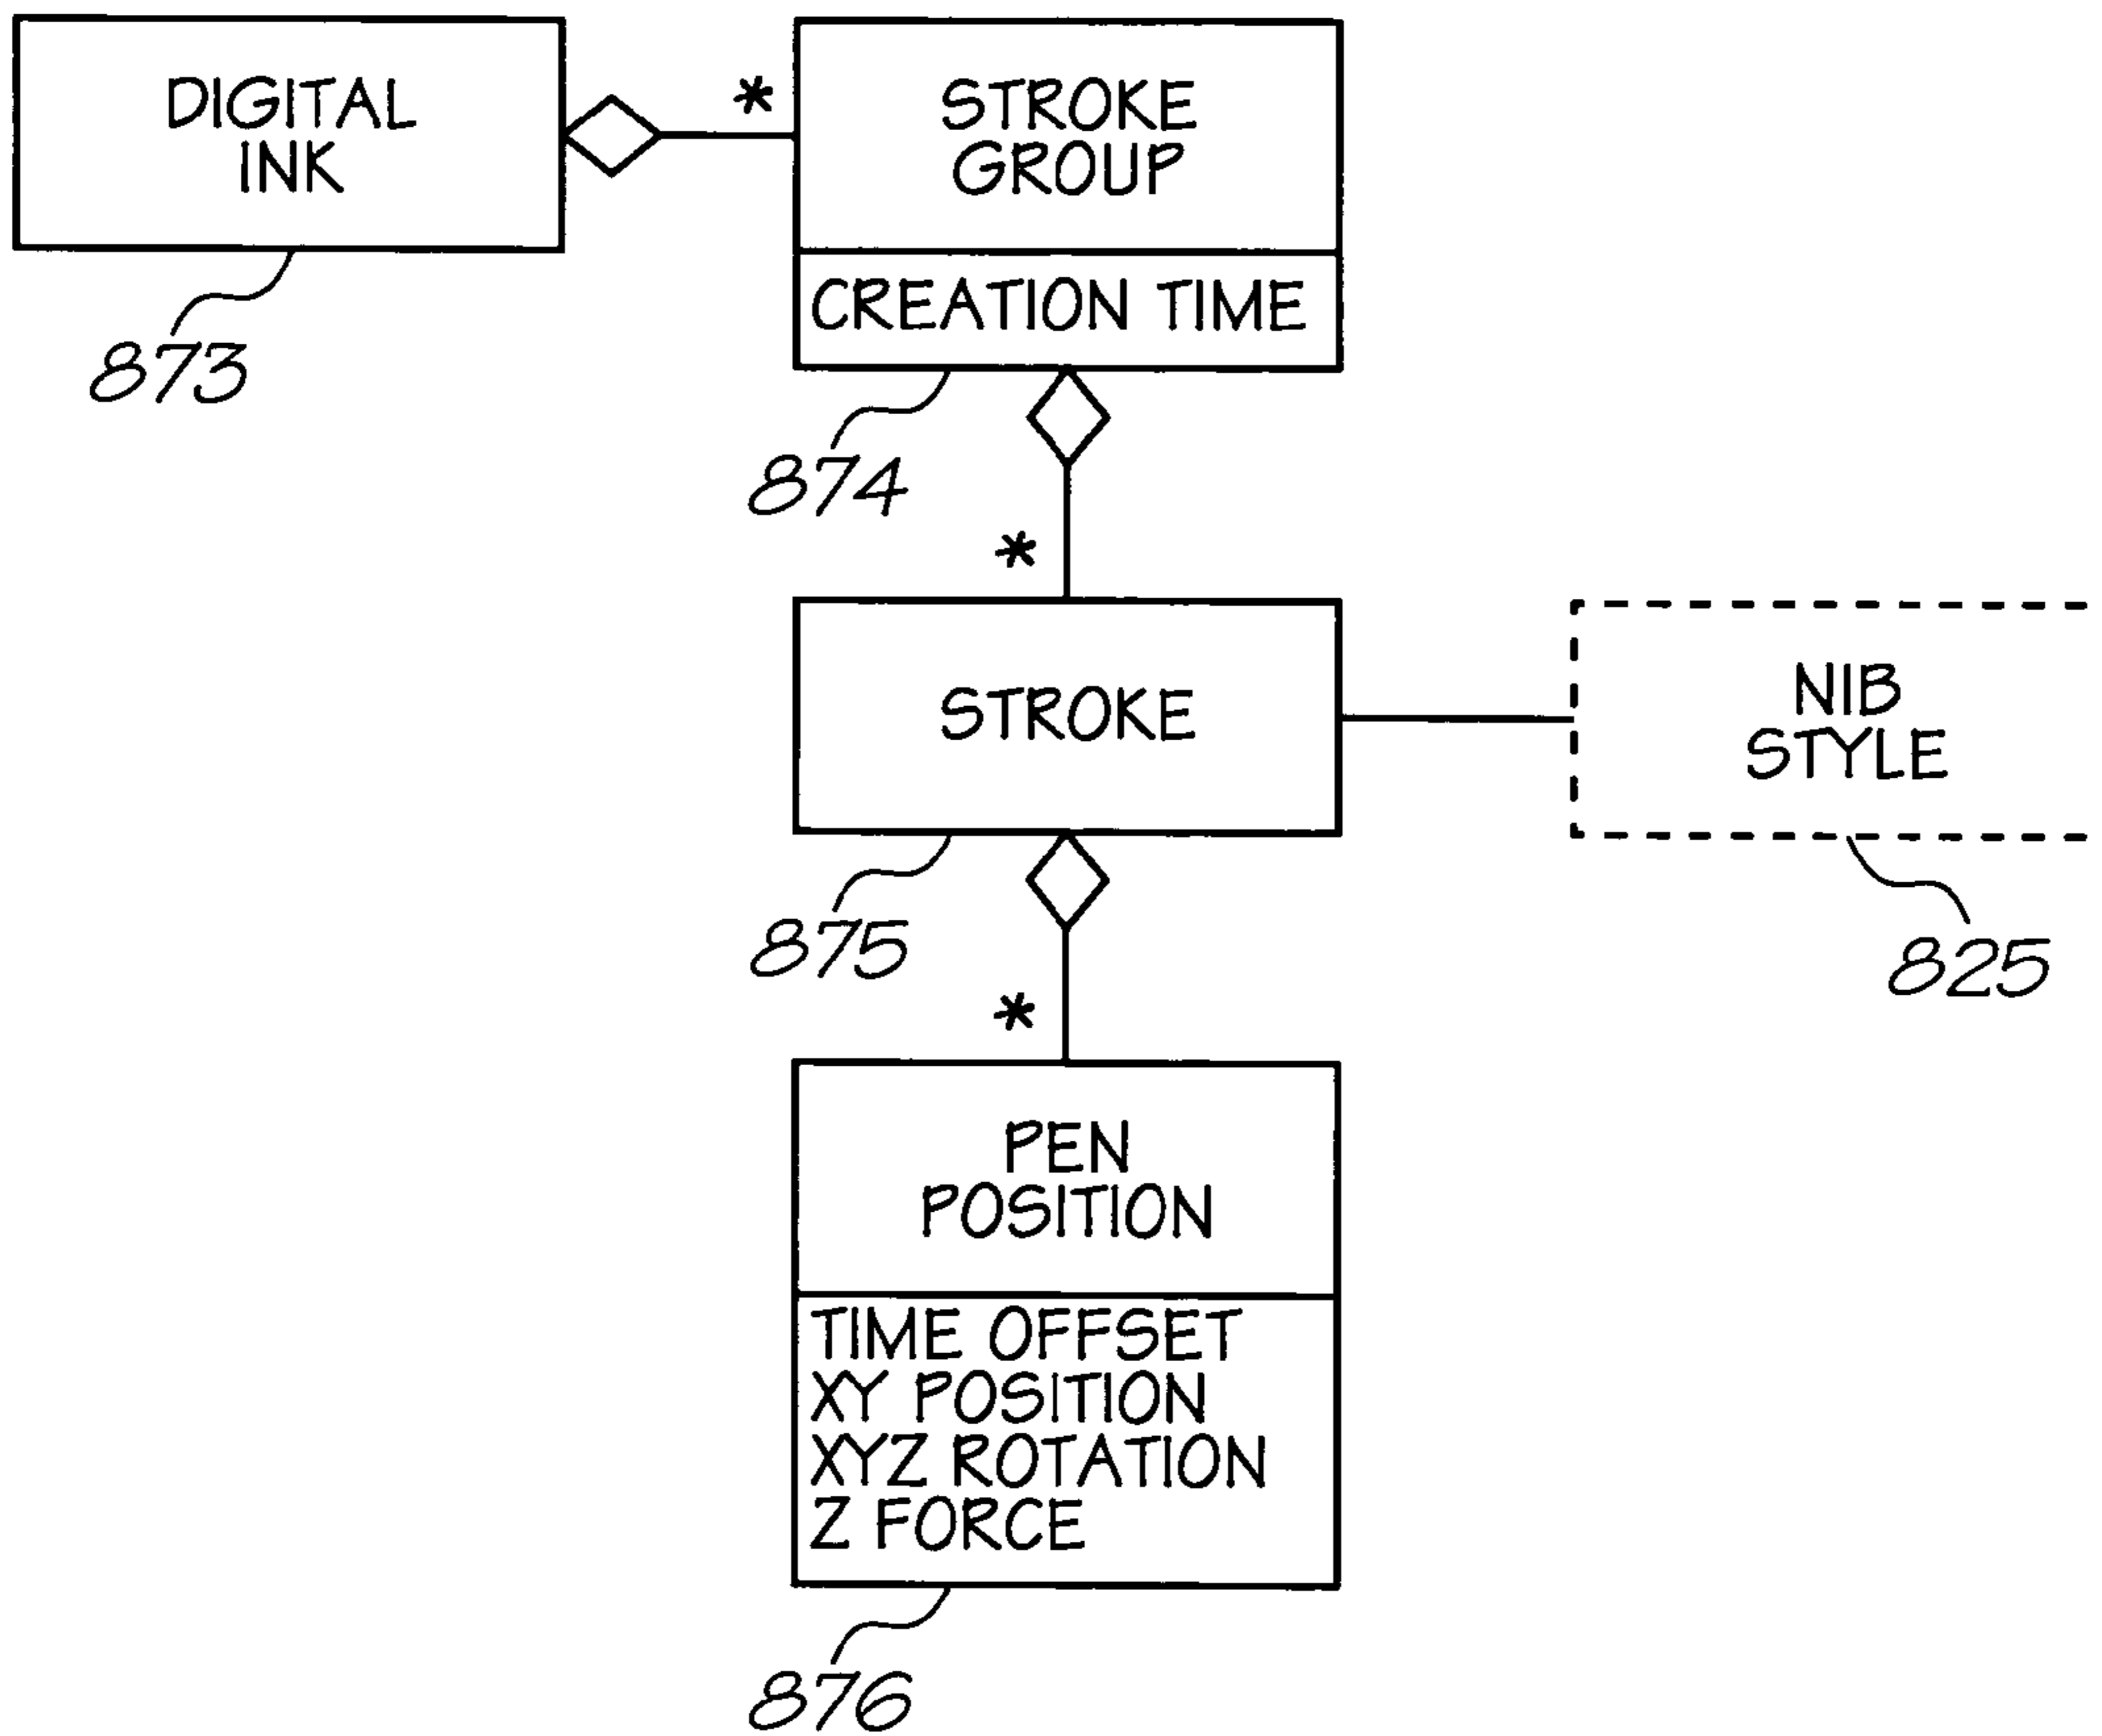 DIGITAL
INK
873
*
STROKE
GROUP
CREATION TIME
874
*
STROKE
875
NIB
STYLE
825
*
PEN
POSITION
TIME OFFSET
XY POSITION
XYZ ROTATION
Z FORCE
876